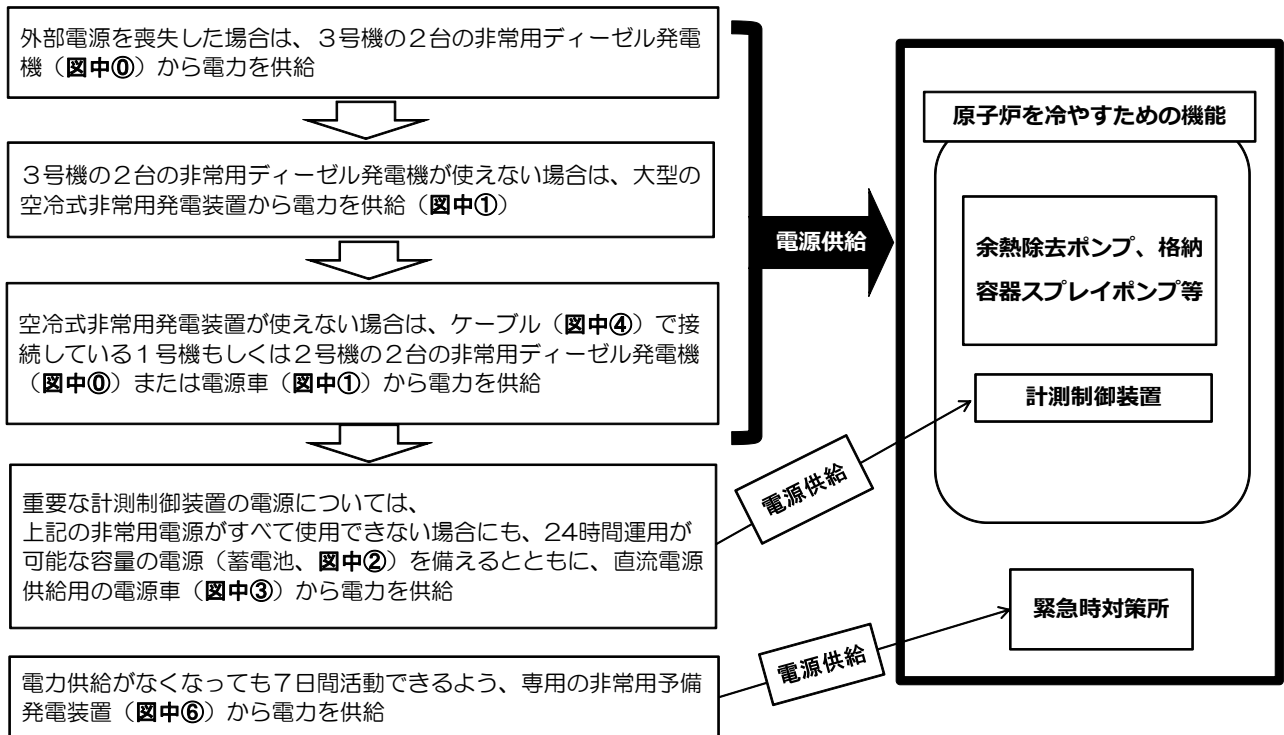 外部電源を喪失した場合は、３号機の２台の非常用ディーゼル発電
機（図中⓪）から電力を供給
３号機の２台の非常用ディーゼル発電機が使えない場合は、大型の
空冷式非常用発電装置から電力を供給（図中①）
空冷式非常用発電装置が使えない場合は、ケーブル（図中④）で接
続している１号機もしくは２号機の２台の非常用ディーゼル発電機
（図中⓪）または電源車（図中①）から電力を供給
重要な計測制御装置の電源については、
上記の非常用電源がすべて使用できない場合にも、24時間運用が
可能な容量の電源（蓄電池、図中②）を備えるとともに、直流電源
供給用の電源車（図中③）から電力を供給
電力供給がなくなっても７日間活動できるよう、専用の非常用予備
発電装置（図中⑥）から電力を供給
電源供給
電源供給
電源供給
原子炉を冷やすための機能
余熱除去ポンプ、格納
容器スプレイポンプ等
計測制御装置
緊急時対策所